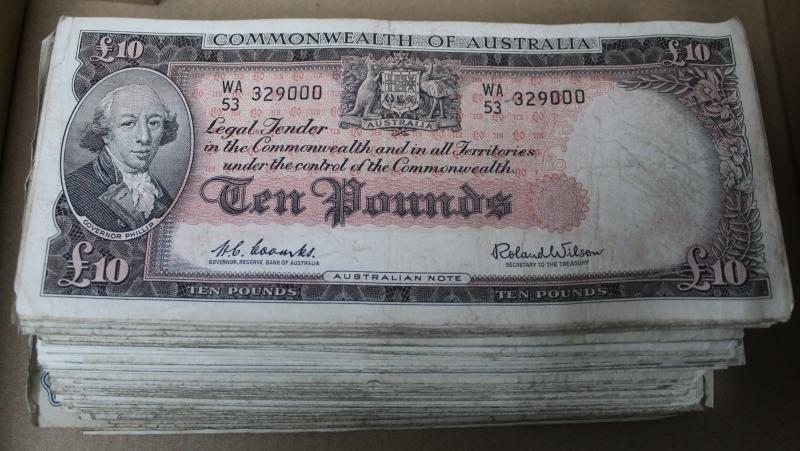 £10 COMMONWEALTH OF AUSTRALIA £10
WA 53 329000
AUSTRALIA
WA 53 329000
Legal Tender
in the Commonwealth and in all Territories
under the control of the Commonwealth.
Ten Pounds
GOVERNOR PHILLIP
H.C. Coombs.
GOVERNOR, RESERVE BANK OF AUSTRALIA
Roland Wilson
SECRETARY TO THE TREASURY
£10 AUSTRALIAN NOTE £10
TEN POUNDS TEN POUNDS